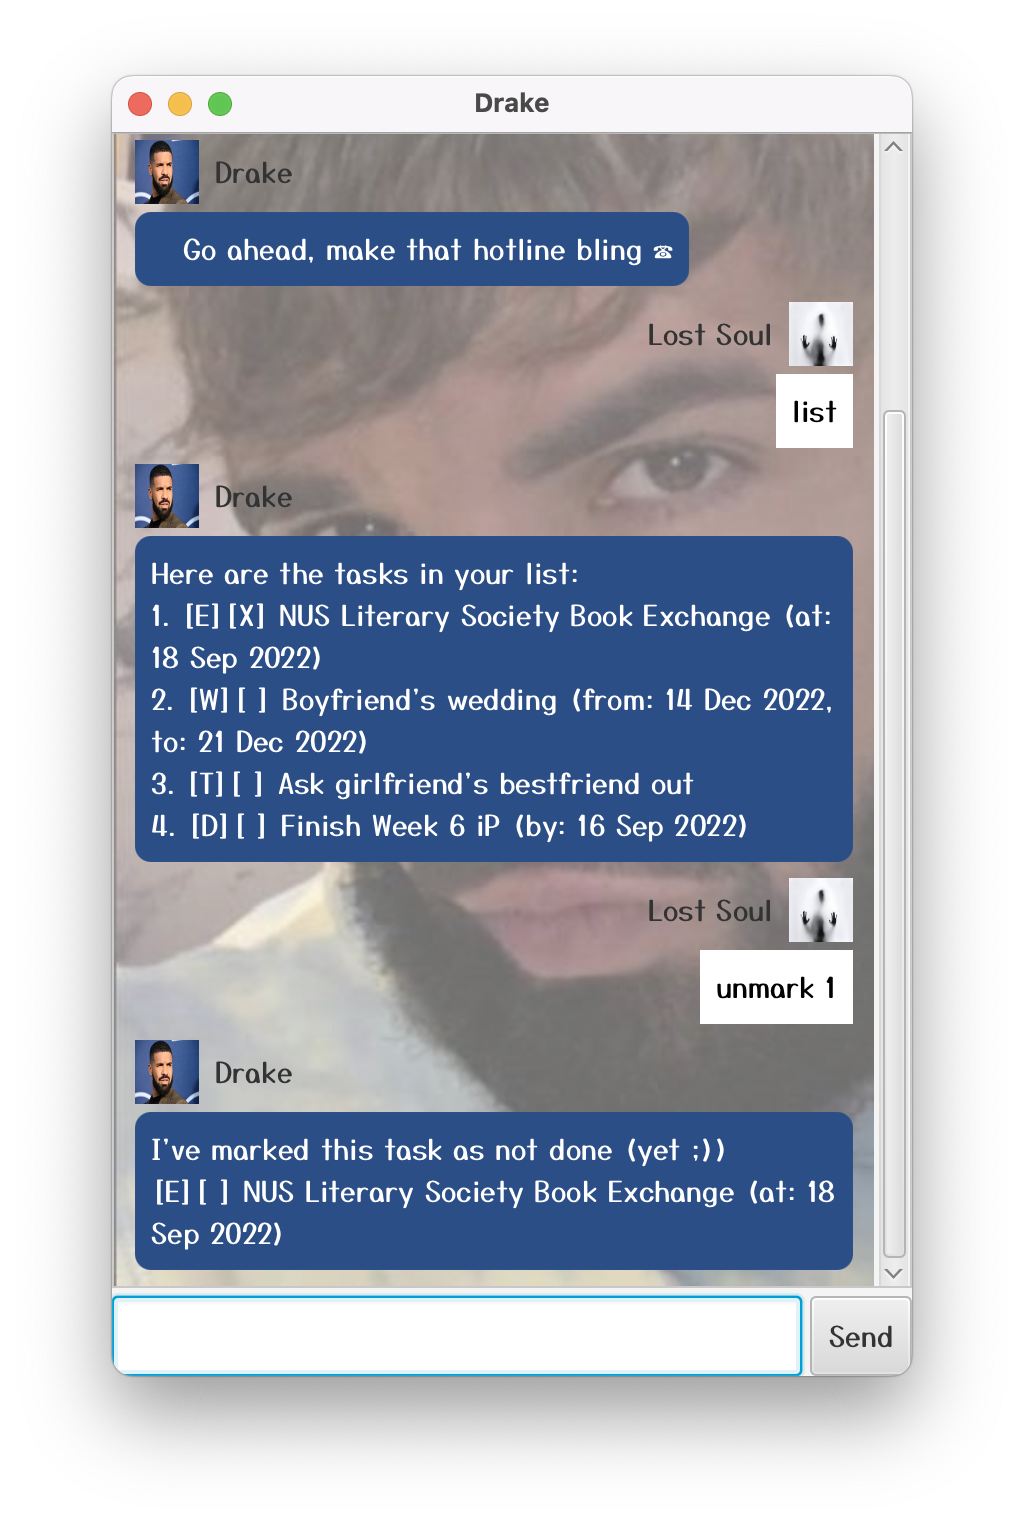 Drake
Drake
Go ahead, make that hotline bling ☎
Lost Soul
list
Drake
Here are the tasks in your list:
1. [E][X] NUS Literary Society Book Exchange (at:
18 Sep 2022)
2. [W][ ] Boyfriend's wedding (from: 14 Dec 2022,
to: 21 Dec 2022)
3. [T][ ] Ask girlfriend's bestfriend out
4. [D][ ] Finish Week 6 iP (by: 16 Sep 2022)
Lost Soul
unmark 1
Drake
I've marked this task as not done (yet ;))
[E][ ] NUS Literary Society Book Exchange (at: 18
Sep 2022)
Send